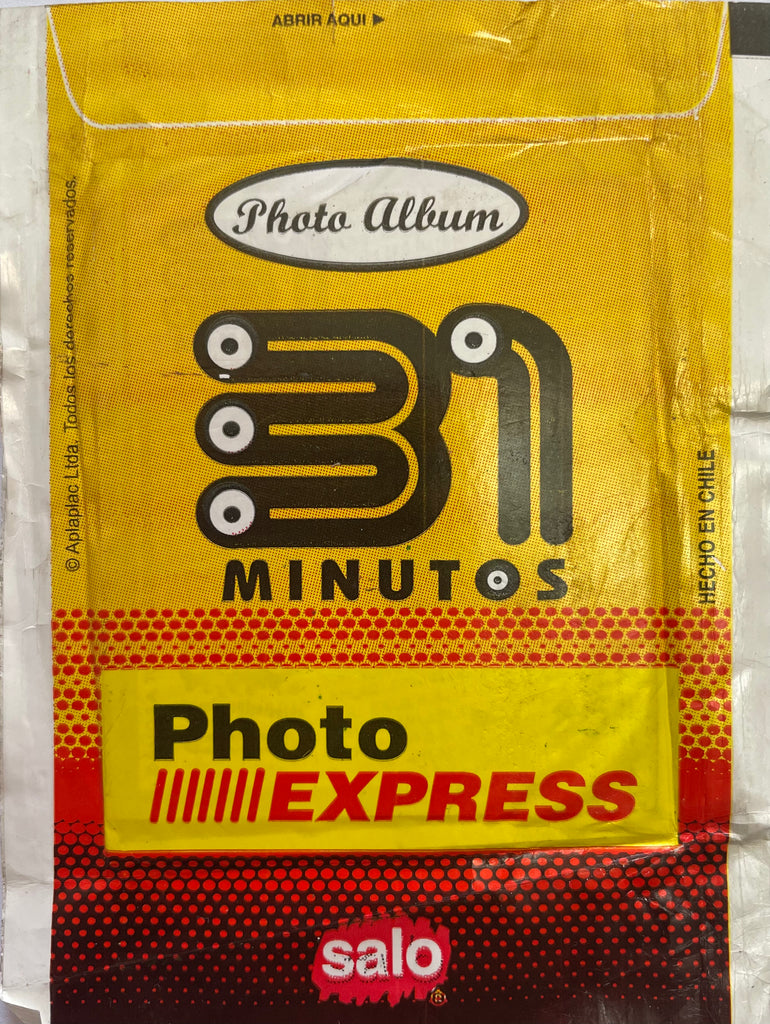 ABRIR AQUI ▶
Photo Album
31
MINUTOS
© Aplaplac Ltda. Todos los derechos reservados.
HECHO EN CHILE
Photo
EXPRESS
salo
®